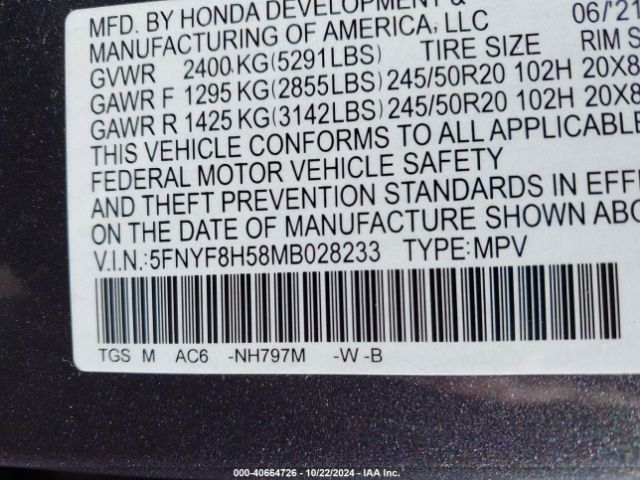 MFD. BY HONDA DEVELOPMENT &
MANUFACTURING OF AMERICA, LLC 06/'21
GVWR 2400 KG(5291LBS) TIRE SIZE RIM S
GAWR F 1295 KG(2855LBS) 245/50R20 102H 20X8
GAWR R 1425 KG(3142LBS) 245/50R20 102H 20X8
THIS VEHICLE CONFORMS TO ALL APPLICABLE
FEDERAL MOTOR VEHICLE SAFETY
AND THEFT PREVENTION STANDARDS IN EFFE
ON THE DATE OF MANUFACTURE SHOWN ABO
V.I.N.:5FNYF8H58MB028233 TYPE:MPV
TGS M AC6 -NH797M -W -B
000-40664726 - 10/22/2024 - IAA Inc.